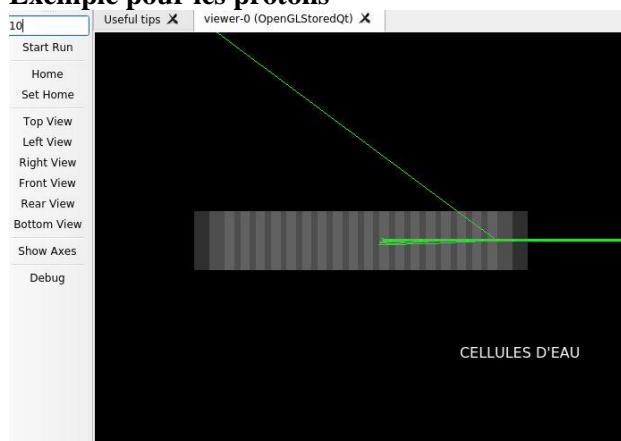 Exemple pour les protons
10
Useful tips X viewer-0 (OpenGLStoredQt) X
Start Run
Home
Set Home
Top View
Left View
Right View
Front View
Rear View
Bottom View
Show Axes
Debug
CELLULES D'EAU